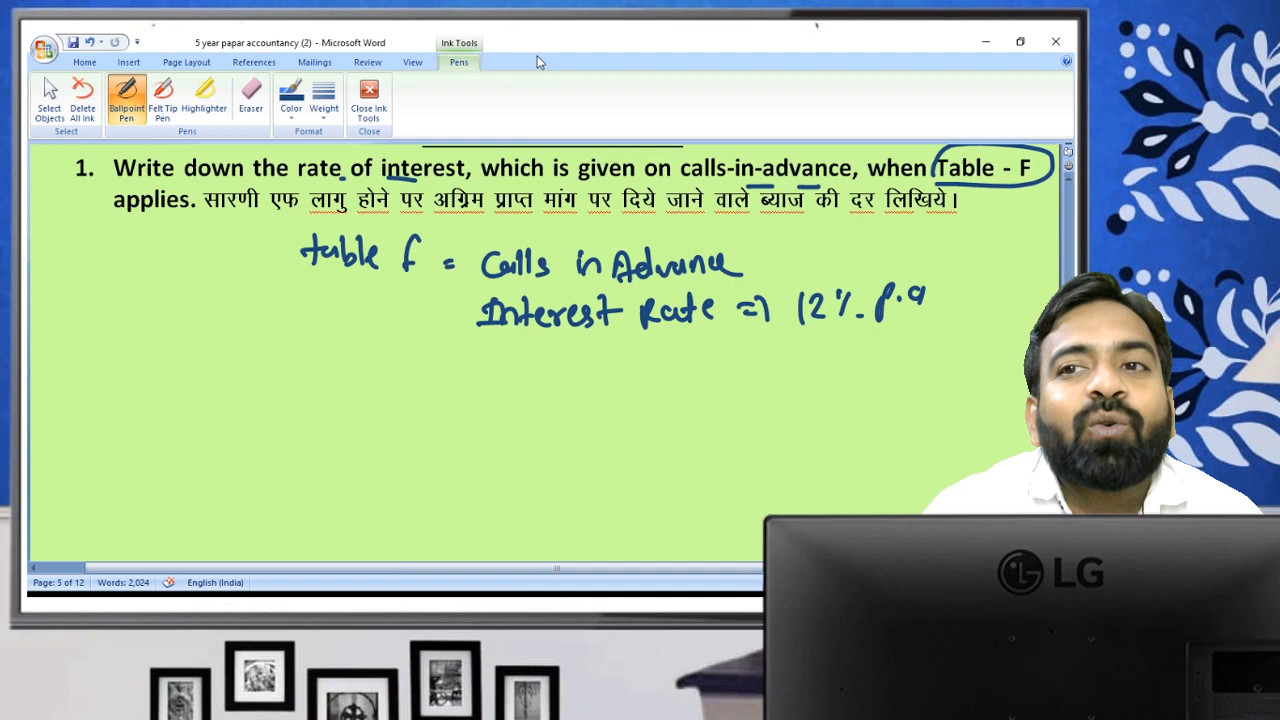 5 year papar accountancy (2) - Microsoft Word
Ink Tools
Home Insert Page Layout References Mailings Review View Pens
Select Objects
Delete All Ink
Ballpoint Pen
Felt Tip Pen
Highlighter
Eraser
Color
Weight
Close Ink Tools
Select Pens Format Close
1. Write down the rate of interest, which is given on calls-in-advance, when Table - F
applies. सारणी एफ लागु होने पर अग्रिम प्राप्त मांग पर दिये जाने वाले ब्याज की दर लिखिये।
table f = Calls in Advance
Interest Rate => 12%. p.a
Page: 5 of 12 Words: 2,024 English (India)
LG